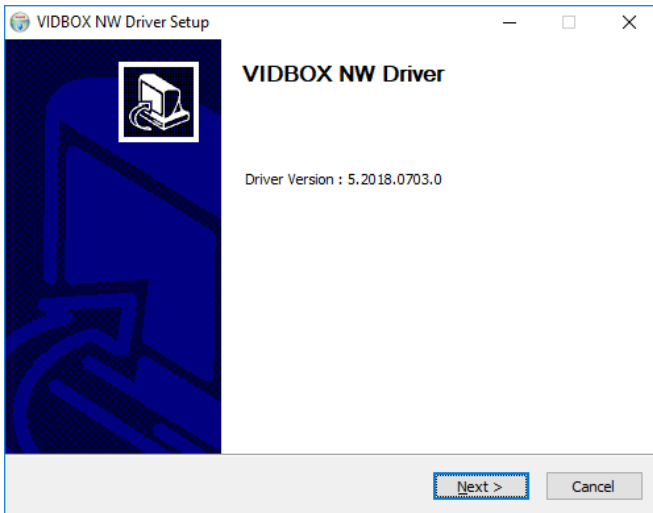 VIDBOX NW Driver Setup
VIDBOX NW Driver
Driver Version : 5.2018.0703.0
Next >
Cancel